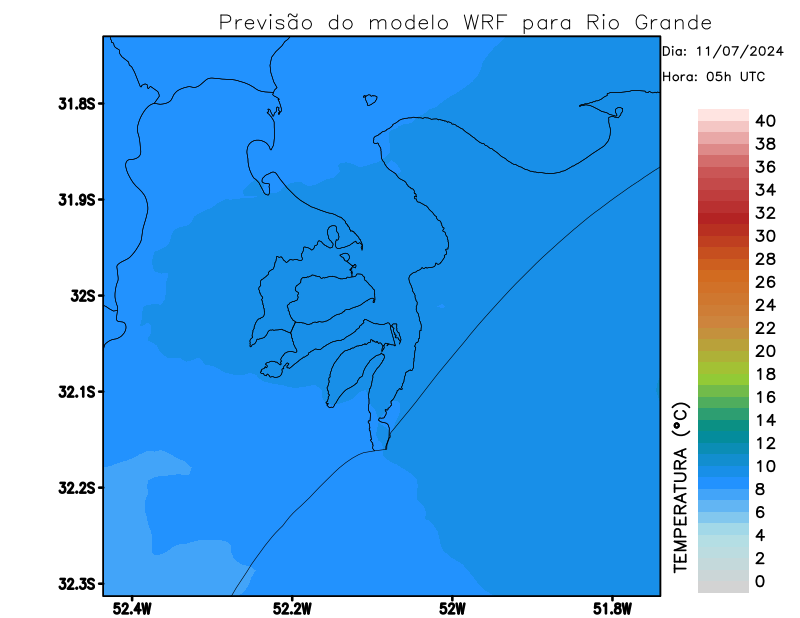 Previsão do modelo WRF para Rio Grande
Dia: 11/07/2024
Hora: 05h UTC
31.8S
31.9S
32S
32.1S
32.2S
32.3S
52.4W
52.2W
52W
51.8W
TEMPERATURA (°C)
40
38
36
34
32
30
28
26
24
22
20
18
16
14
12
10
8
6
4
2
0